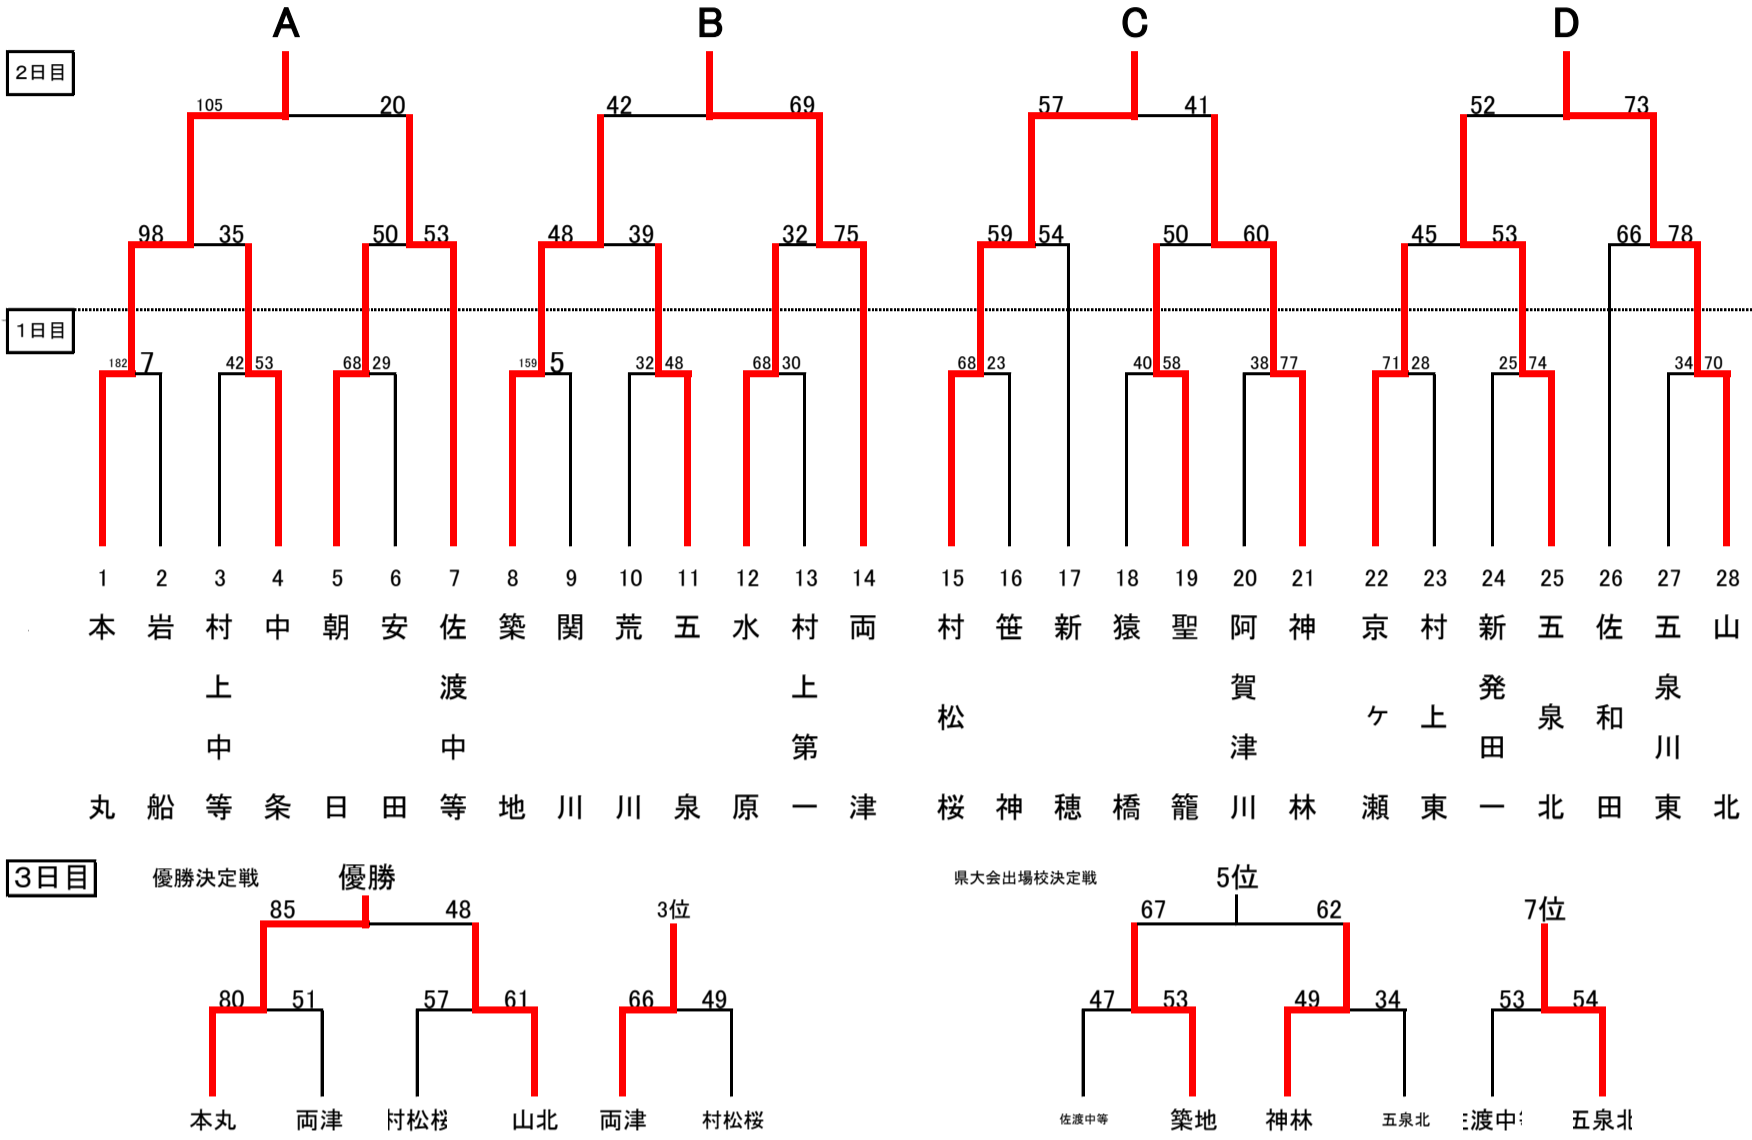 A B C D
2日目
105 20 42 69 57 41 52 73
98 35 50 53 48 39 32 75 59 54 50 60 45 53 66 78
1日目
182 7 42 53 68 29 159 5 32 48 68 30 68 23 40 58 38 77 71 28 25 74 34 70
1 2 3 4 5 6 7 8 9 10 11 12 13 14 15 16 17 18 19 20 21 22 23 24 25 26 27 28
本丸
岩船
村上中等
中条
朝日
安田
佐渡中等
築地
関川
荒川
五泉
水原
村上第一
両津
村松桜
笹神
新穂
猿橋
聖籠
阿賀津川
神林
京ケ瀬
村上東
新発田一
五泉北
佐和田
五泉川東
山北
3日目 優勝決定戦 優勝 県大会出場校決定戦 5位
85 48 3位 67 62 7位
80 51 57 61 66 49 47 53 49 34 53 54
本丸 両津 村松桜 山北 両津 村松桜 佐渡中等 築地 神林 五泉北 佐渡中等 五泉北